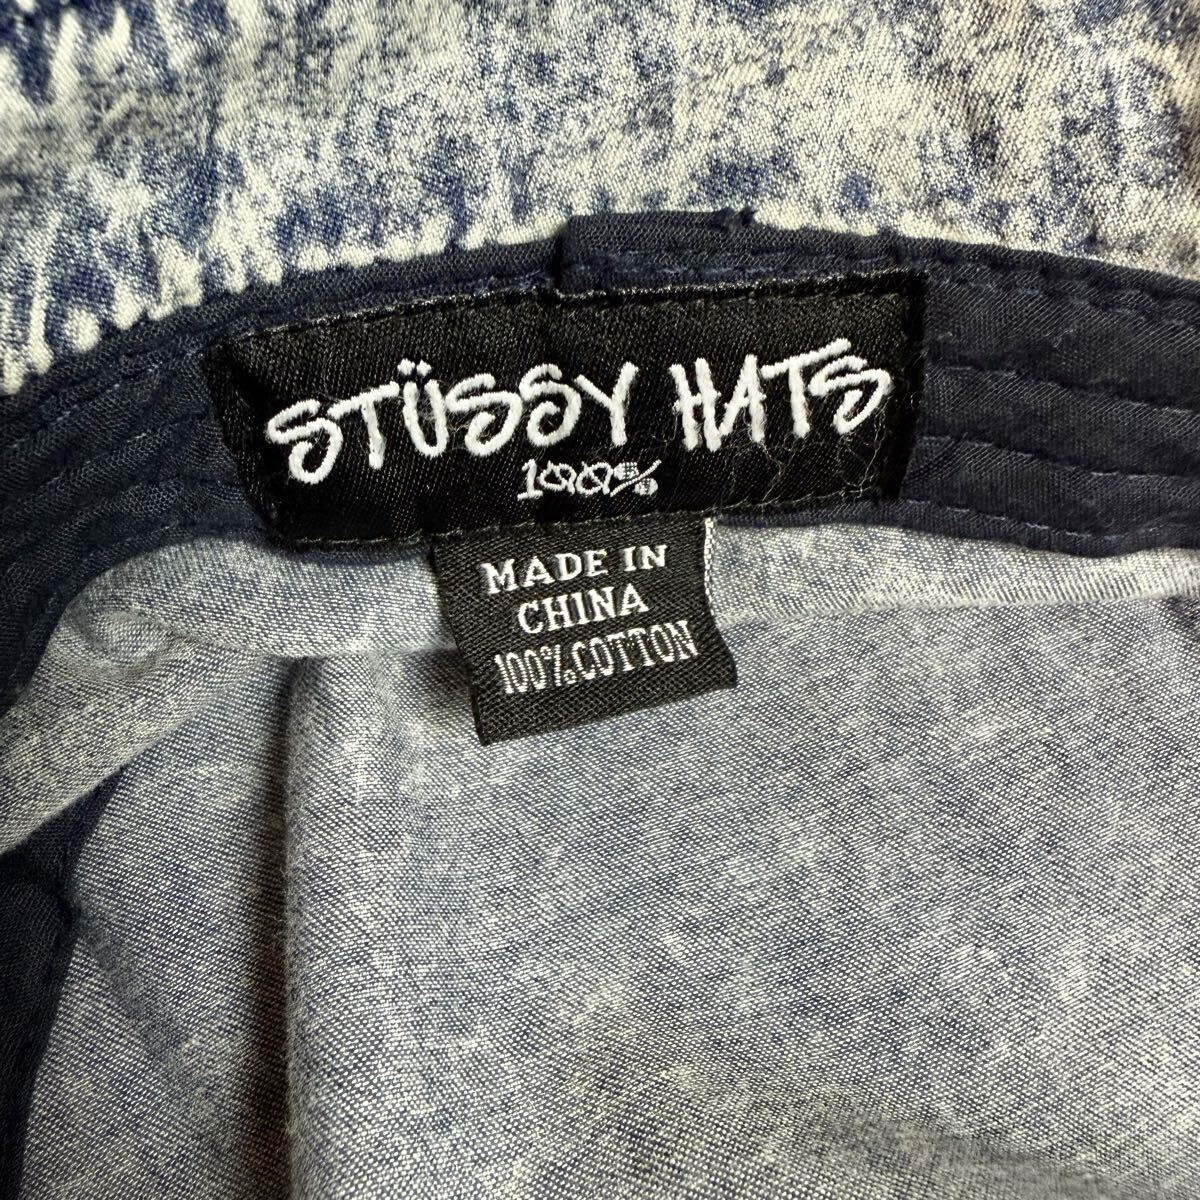 STÜSSY HATS
100%
MADE IN
CHINA
100%COTTON